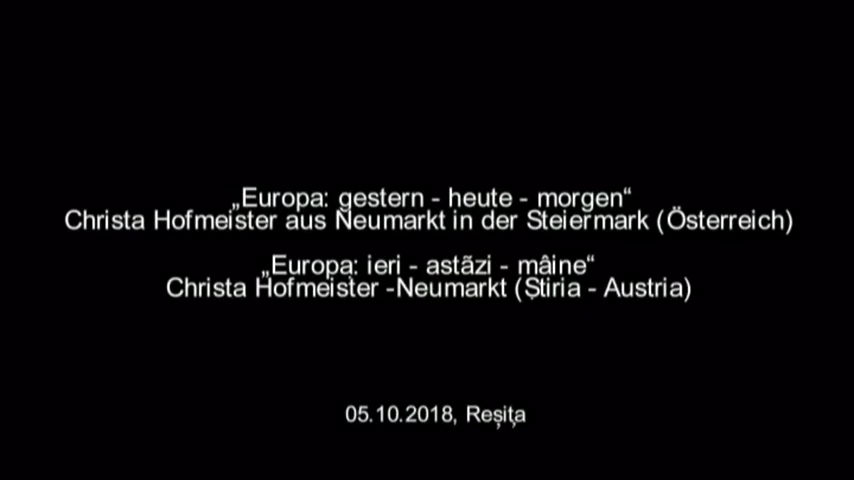 „Europa: gestern - heute - morgen“
Christa Hofmeister aus Neumarkt in der Steiermark (Österreich)
„Europa: ieri - astãzi - mâine“
Christa Hofmeister -Neumarkt (Știria - Austria)
05.10.2018, Reșița